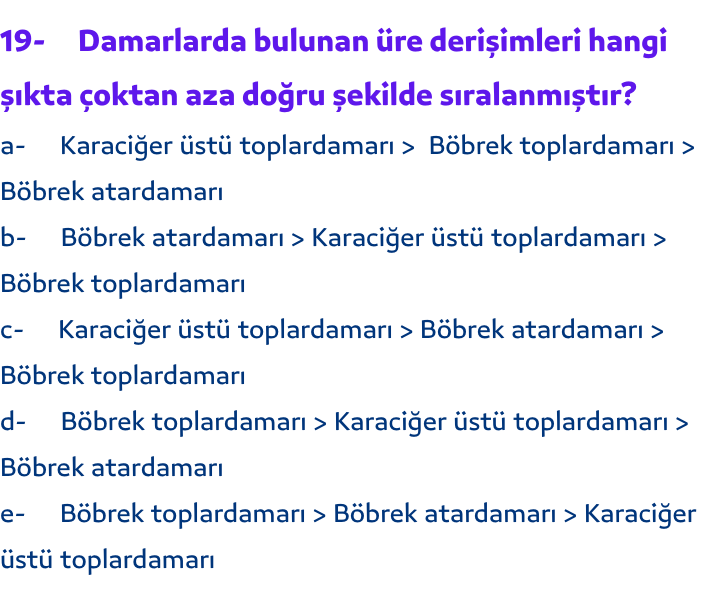 19- Damarlarda bulunan üre derişimleri hangi
şıkta çoktan aza doğru şekilde sıralanmıştır?
a- Karaciğer üstü toplardamarı > Böbrek toplardamarı >
Böbrek atardamarı
b- Böbrek atardamarı > Karaciğer üstü toplardamarı >
Böbrek toplardamarı
c- Karaciğer üstü toplardamarı > Böbrek atardamarı >
Böbrek toplardamarı
d- Böbrek toplardamarı > Karaciğer üstü toplardamarı >
Böbrek atardamarı
e- Böbrek toplardamarı > Böbrek atardamarı > Karaciğer
üstü toplardamarı